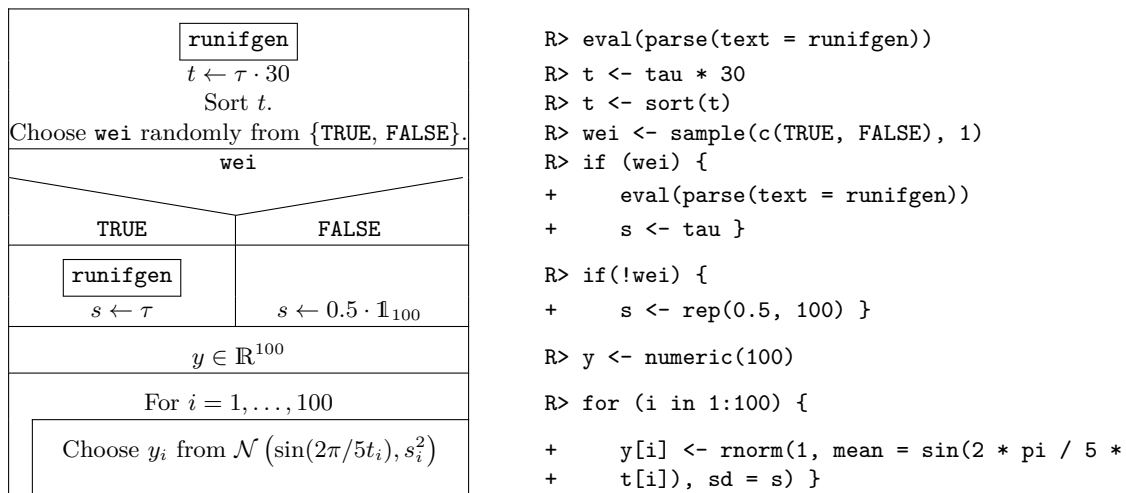 runifgen
t ← τ · 30
Sort t.
Choose wei randomly from {TRUE, FALSE}.
wei
TRUE FALSE
runifgen
s ← τ s ← 0.5 · 𝟙₁₀₀
y ∈ ℝ¹⁰⁰
For i = 1, . . . , 100
Choose yᵢ from 𝒩 (sin(2π/5tᵢ), sᵢ²)
R> eval(parse(text = runifgen))
R> t <- tau * 30
R> t <- sort(t)
R> wei <- sample(c(TRUE, FALSE), 1)
R> if (wei) {
+     eval(parse(text = runifgen))
+     s <- tau }
R> if(!wei) {
+     s <- rep(0.5, 100) }
R> y <- numeric(100)
R> for (i in 1:100) {
+     y[i] <- rnorm(1, mean = sin(2 * pi / 5 *
+     t[i]), sd = s) }